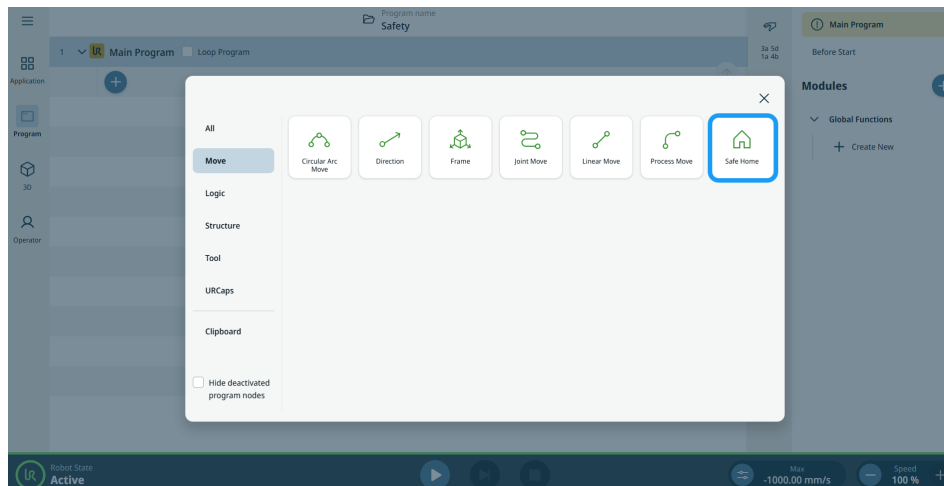 Program name
Safety
Main Program
1
UR
Main Program
Loop Program
3a 5d
1a 4b
Before Start
Application
Modules
Program
Global Functions
Create New
3D
Operator
All
Move
Logic
Structure
Tool
URCaps
Clipboard
Hide deactivated
program nodes
Circular Arc
Move
Direction
Frame
Joint Move
Linear Move
Process Move
Safe Home
UR
Robot State
Active
Max
-1000.00 mm/s
Speed
100 %